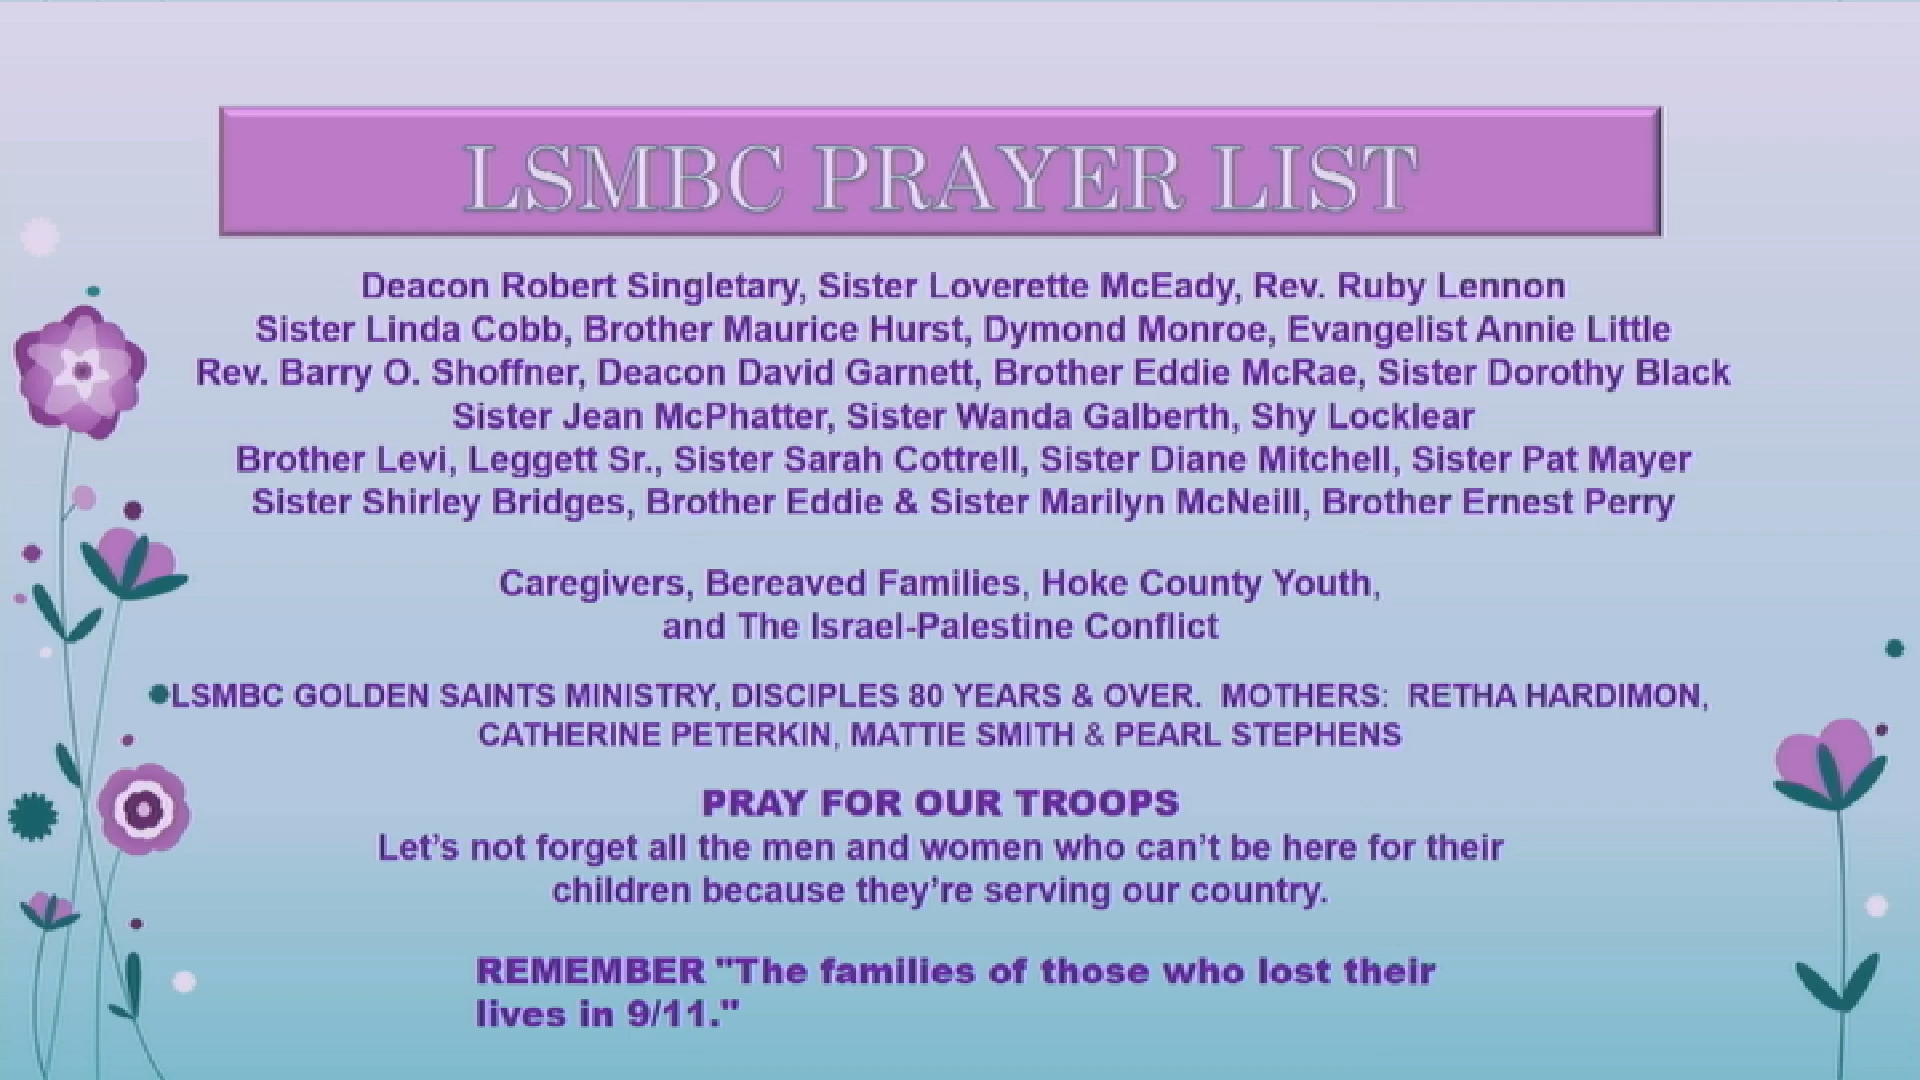 LSMBC PRAYER LIST
Deacon Robert Singletary, Sister Loverette McEady, Rev. Ruby Lennon
Sister Linda Cobb, Brother Maurice Hurst, Dymond Monroe, Evangelist Annie Little
Rev. Barry O. Shoffner, Deacon David Garnett, Brother Eddie McRae, Sister Dorothy Black
Sister Jean McPhatter, Sister Wanda Galberth, Shy Locklear
Brother Levi, Leggett Sr., Sister Sarah Cottrell, Sister Diane Mitchell, Sister Pat Mayer
Sister Shirley Bridges, Brother Eddie & Sister Marilyn McNeill, Brother Ernest Perry
Caregivers, Bereaved Families, Hoke County Youth,
and The Israel-Palestine Conflict
LSMBC GOLDEN SAINTS MINISTRY, DISCIPLES 80 YEARS & OVER.  MOTHERS:  RETHA HARDIMON,
CATHERINE PETERKIN, MATTIE SMITH & PEARL STEPHENS
PRAY FOR OUR TROOPS
Let’s not forget all the men and women who can’t be here for their
children because they’re serving our country.
REMEMBER "The families of those who lost their
lives in 9/11."